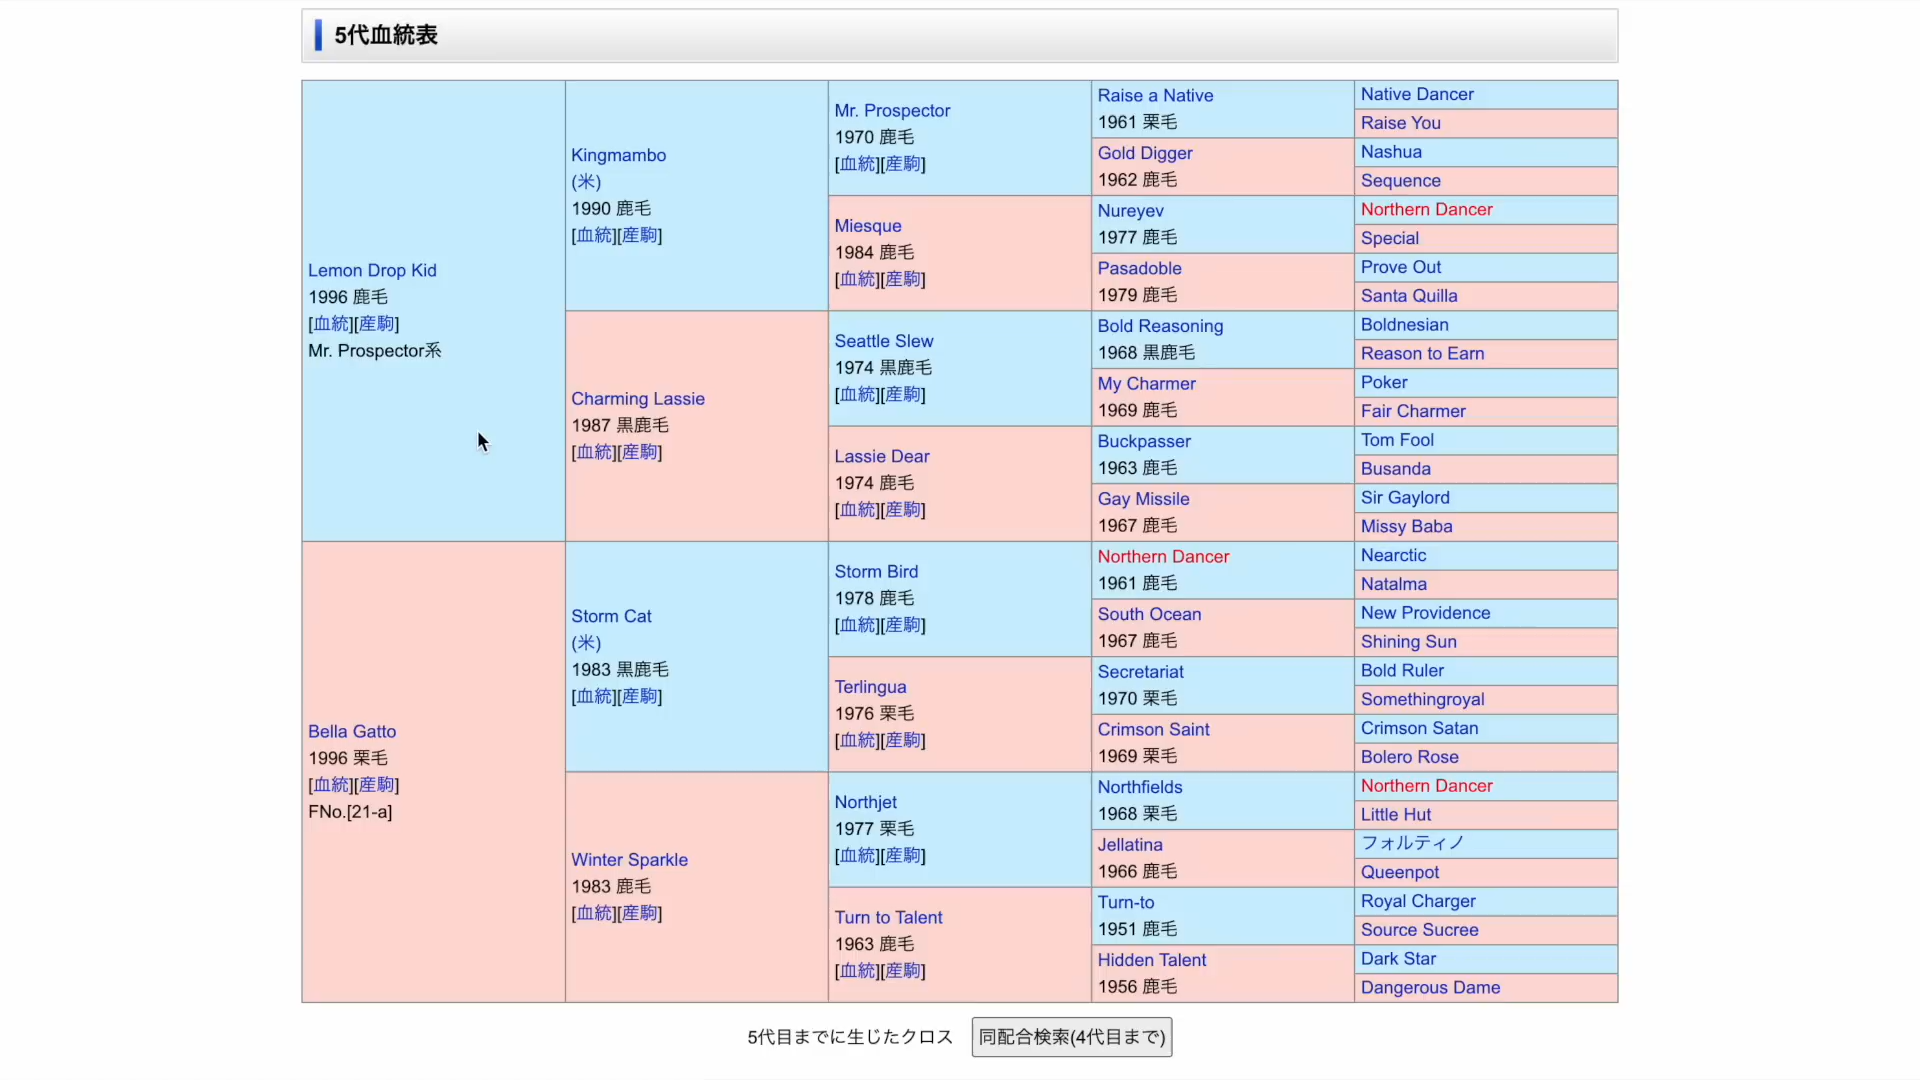 5代血統表
Lemon Drop Kid
1996 鹿毛
[血統][産駒]
Mr. Prospector系
Kingmambo
(米)
1990 鹿毛
[血統][産駒]
Mr. Prospector
1970 鹿毛
[血統][産駒]
Raise a Native
1961 栗毛
Native Dancer
Raise You
Gold Digger
1962 鹿毛
Nashua
Sequence
Miesque
1984 鹿毛
[血統][産駒]
Nureyev
1977 鹿毛
Northern Dancer
Special
Pasadoble
1979 鹿毛
Prove Out
Santa Quilla
Charming Lassie
1987 黒鹿毛
[血統][産駒]
Seattle Slew
1974 黒鹿毛
[血統][産駒]
Bold Reasoning
1968 黒鹿毛
Boldnesian
Reason to Earn
My Charmer
1969 鹿毛
Poker
Fair Charmer
Lassie Dear
1974 鹿毛
[血統][産駒]
Buckpasser
1963 鹿毛
Tom Fool
Busanda
Gay Missile
1967 鹿毛
Sir Gaylord
Missy Baba
Bella Gatto
1996 栗毛
[血統][産駒]
FNo.[21-a]
Storm Cat
(米)
1983 黒鹿毛
[血統][産駒]
Storm Bird
1978 鹿毛
[血統][産駒]
Northern Dancer
1961 鹿毛
Nearctic
Natalma
South Ocean
1967 鹿毛
New Providence
Shining Sun
Terlingua
1976 栗毛
[血統][産駒]
Secretariat
1970 栗毛
Bold Ruler
Somethingroyal
Crimson Saint
1969 栗毛
Crimson Satan
Bolero Rose
Winter Sparkle
1983 鹿毛
[血統][産駒]
Northjet
1977 栗毛
[血統][産駒]
Northfields
1968 栗毛
Northern Dancer
Little Hut
Jellatina
1966 鹿毛
フォルティノ
Queenpot
Turn to Talent
1963 鹿毛
[血統][産駒]
Turn-to
1951 鹿毛
Royal Charger
Source Sucree
Hidden Talent
1956 鹿毛
Dark Star
Dangerous Dame
5代目までに生じたクロス 同配合検索(4代目まで)